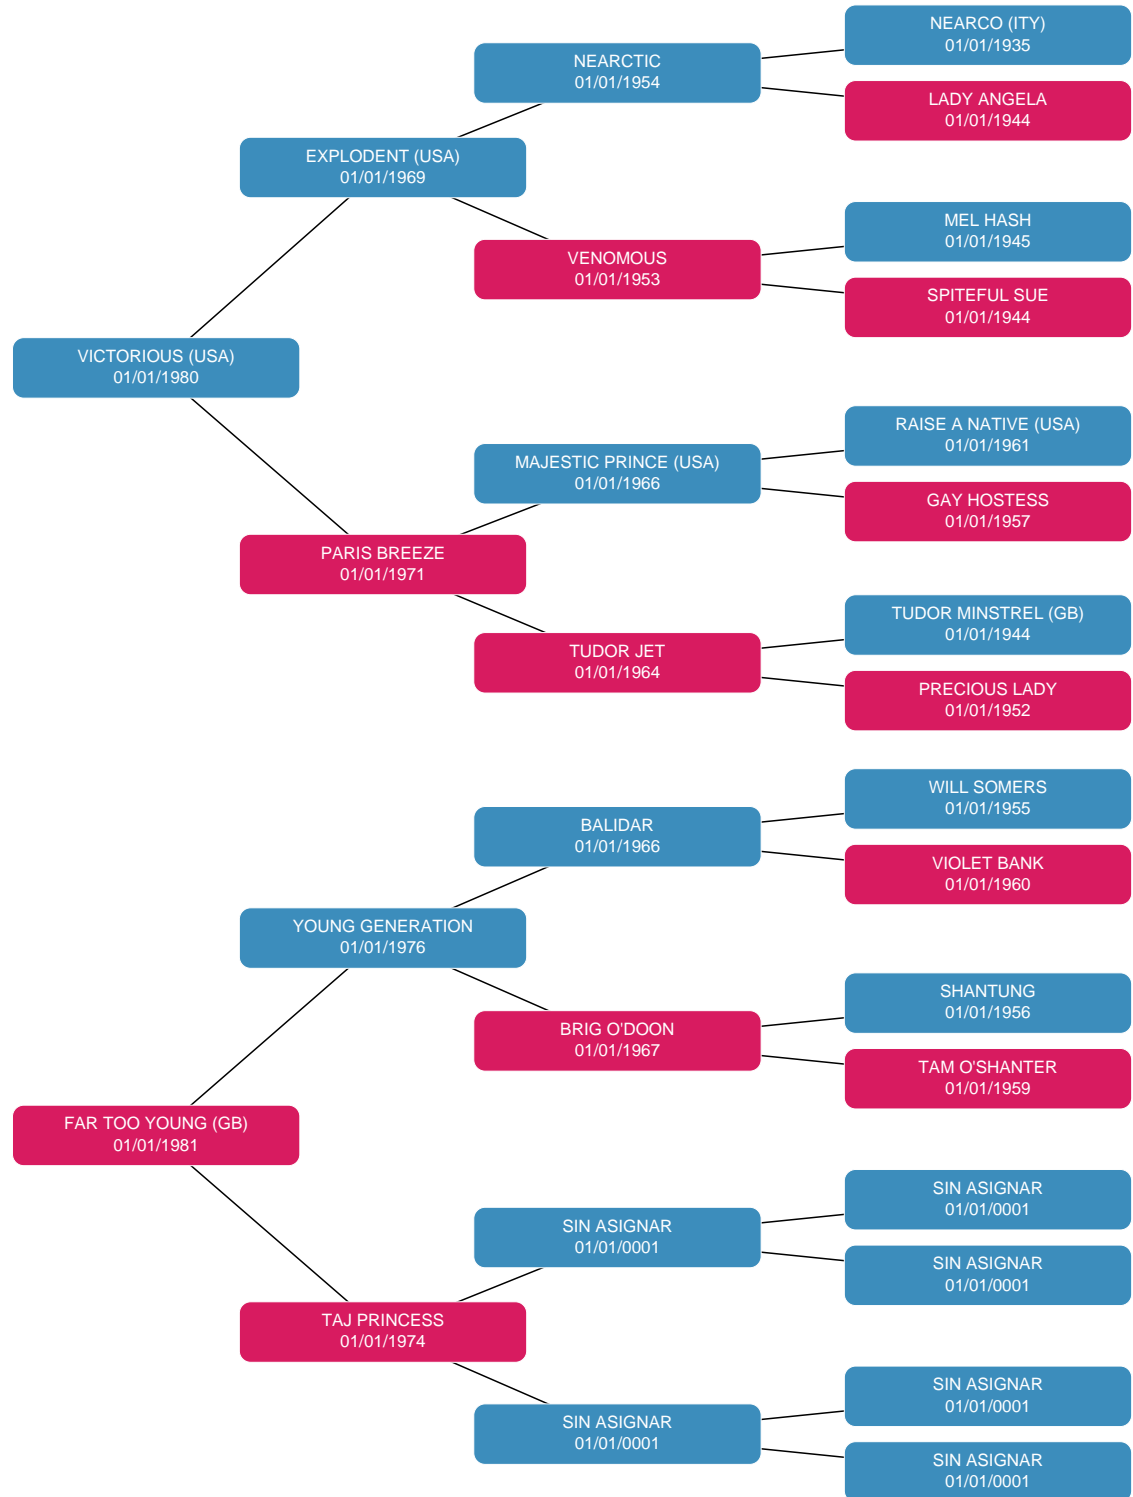 NEARCO (ITY)
01/01/1935
NEARCTIC
01/01/1954
LADY ANGELA
01/01/1944
EXPLODENT (USA)
01/01/1969
MEL HASH
01/01/1945
VENOMOUS
01/01/1953
SPITEFUL SUE
01/01/1944
VICTORIOUS (USA)
01/01/1980
RAISE A NATIVE (USA)
01/01/1961
MAJESTIC PRINCE (USA)
01/01/1966
GAY HOSTESS
01/01/1957
PARIS BREEZE
01/01/1971
TUDOR MINSTREL (GB)
01/01/1944
TUDOR JET
01/01/1964
PRECIOUS LADY
01/01/1952
WILL SOMERS
01/01/1955
BALIDAR
01/01/1966
VIOLET BANK
01/01/1960
YOUNG GENERATION
01/01/1976
SHANTUNG
01/01/1956
BRIG O'DOON
01/01/1967
TAM O'SHANTER
01/01/1959
FAR TOO YOUNG (GB)
01/01/1981
SIN ASIGNAR
01/01/0001
SIN ASIGNAR
01/01/0001
SIN ASIGNAR
01/01/0001
TAJ PRINCESS
01/01/1974
SIN ASIGNAR
01/01/0001
SIN ASIGNAR
01/01/0001
SIN ASIGNAR
01/01/0001